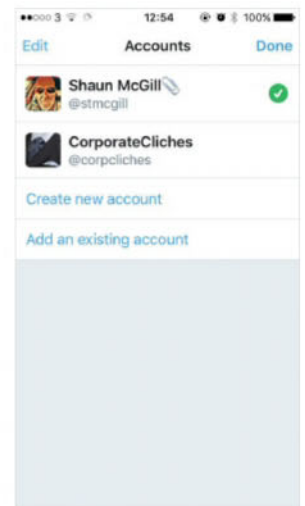 3 12:54 100%
Edit Accounts Done
Shaun McGill📎
@stmcgill
CorporateCliches
@corpcliches
Create new account
Add an existing account